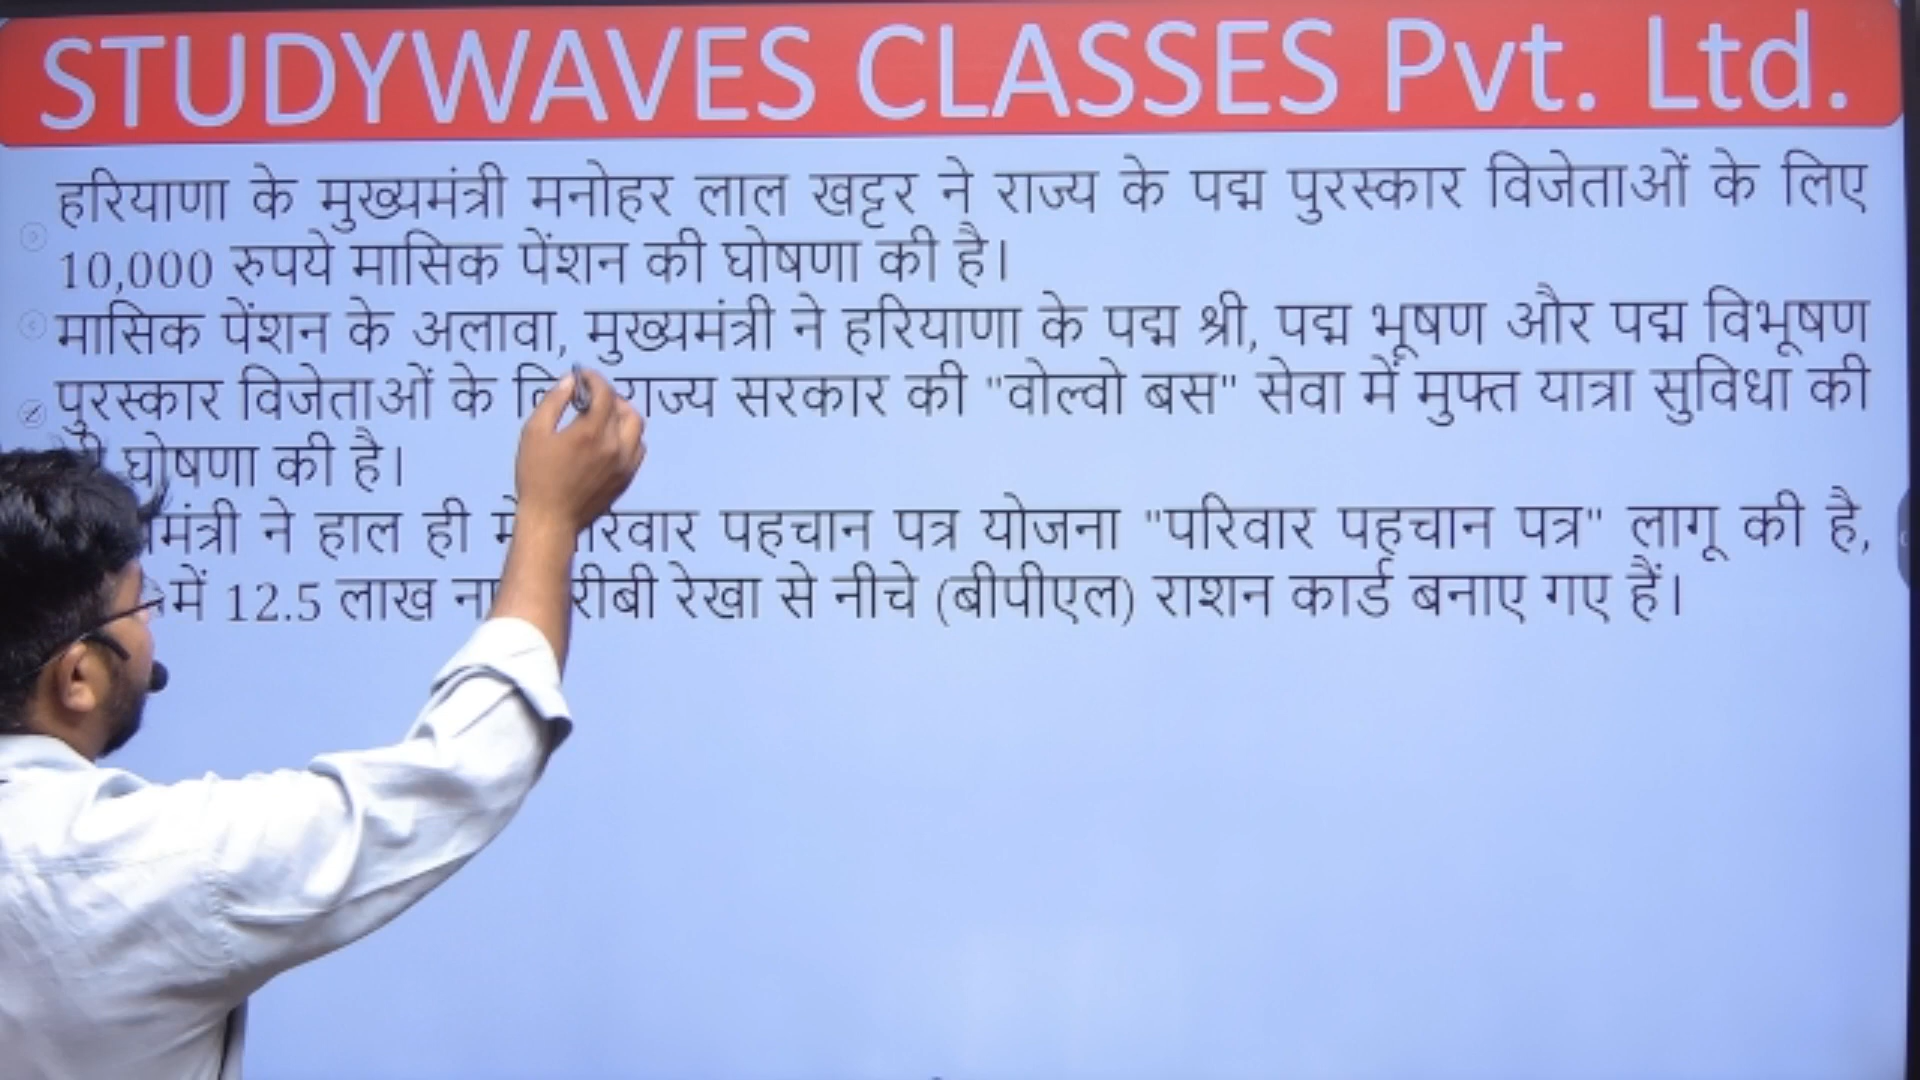 STUDYWAVES CLASSES Pvt. Ltd.
हरियाणा के मुख्यमंत्री मनोहर लाल खट्टर ने राज्य के पद्म पुरस्कार विजेताओं के लिए
10,000 रुपये मासिक पेंशन की घोषणा की है।
मासिक पेंशन के अलावा, मुख्यमंत्री ने हरियाणा के पद्म श्री, पद्म भूषण और पद्म विभूषण
पुरस्कार विजेताओं के राज्य सरकार की "वोल्वो बस" सेवा में मुफ्त यात्रा सुविधा की
घोषणा की है।
ने हाल ही पहचान पत्र योजना "परिवार पहचान पत्र" लागू की है,
में 12.5 लाख रेखा से नीचे (बीपीएल) राशन कार्ड बनाए गए हैं।